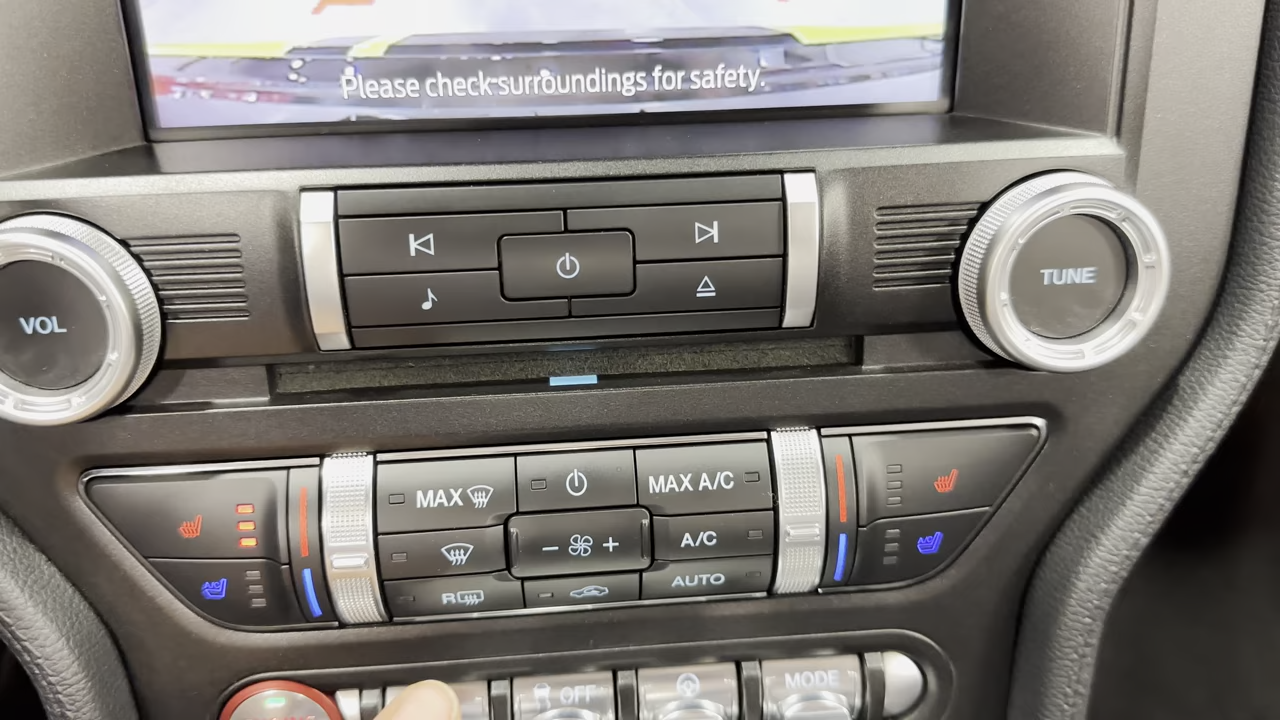 Please check surroundings for safety.
VOL
TUNE
MAX
MAX A/C
A/C
A/C
A/C
R
AUTO
OFF
MODE